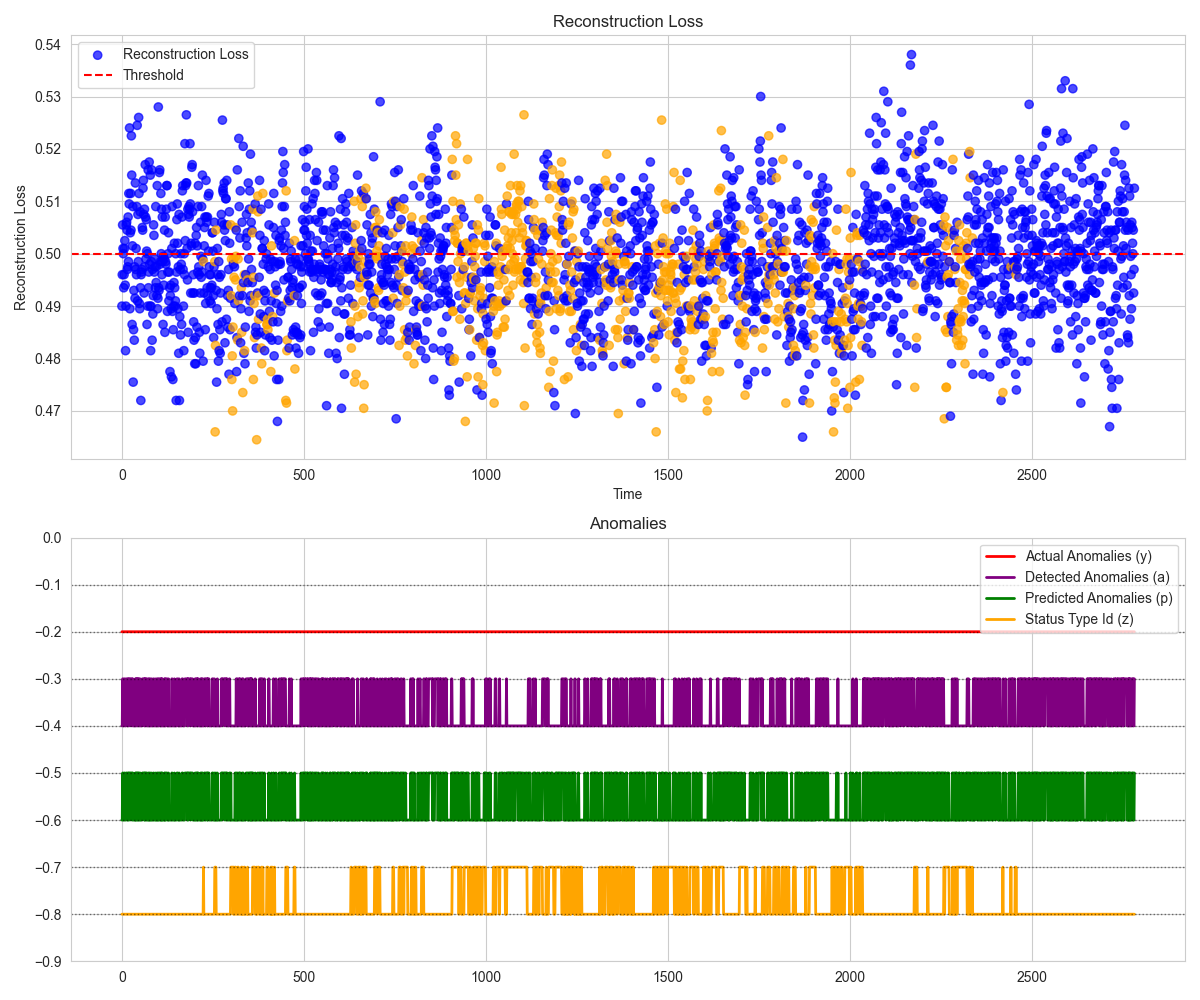 Reconstruction Loss
Reconstruction Loss
Threshold
0.54
0.53
0.52
0.51
0.50
0.49
0.48
0.47
Reconstruction Loss
0 500 1000 1500 2000 2500
Time
Anomalies
Actual Anomalies (y)
Detected Anomalies (a)
Predicted Anomalies (p)
Status Type Id (z)
0.0
−0.1
−0.2
−0.3
−0.4
−0.5
−0.6
−0.7
−0.8
−0.9
0 500 1000 1500 2000 2500